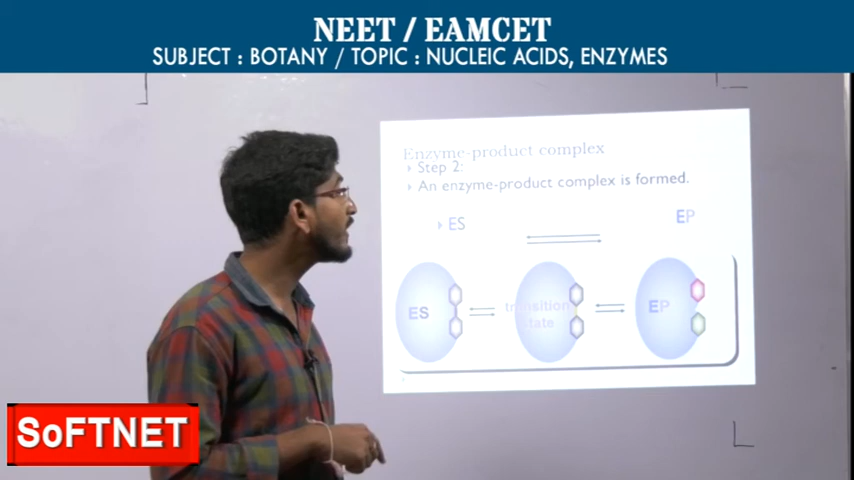 NEET / EAMCET
SUBJECT : BOTANY / TOPIC : NUCLEIC ACIDS, ENZYMES
Enzyme-product complex
Step 2:
An enzyme-product complex is formed.
ES
EP
ES
transition
state
EP
SoFTNET